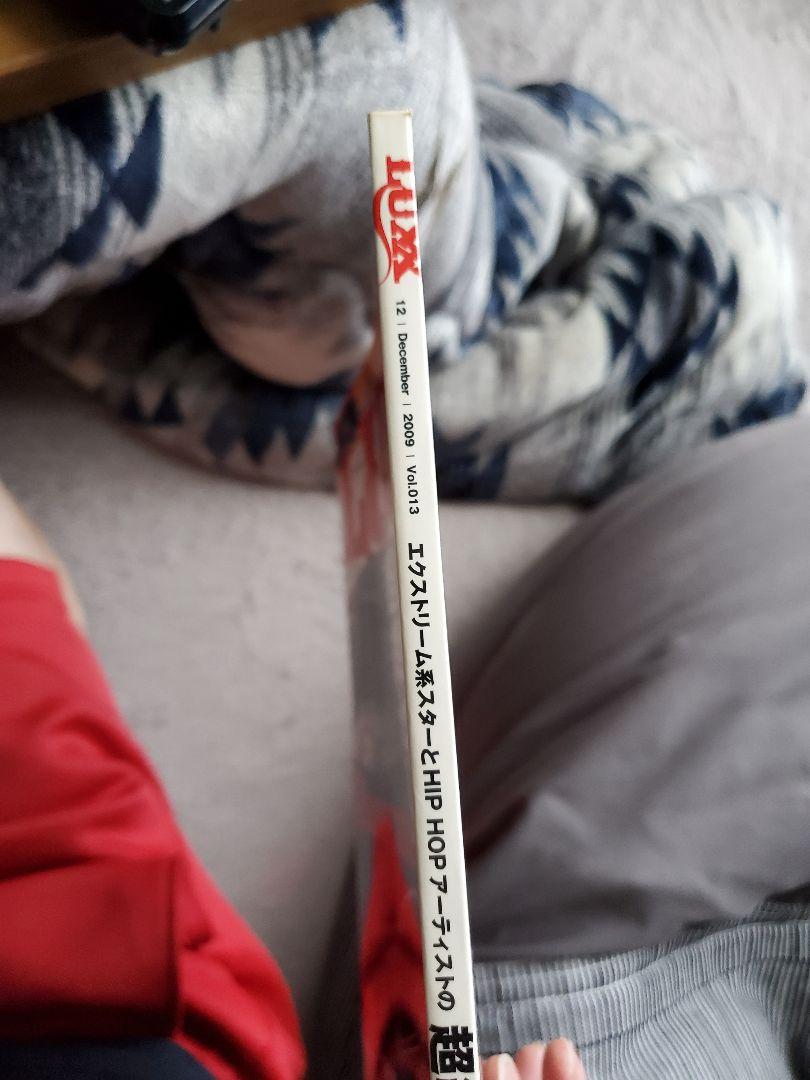 LUXX
12 | December | 2009 | Vol.013
エクストリーム系スターとHIP HOPアーティストの
超